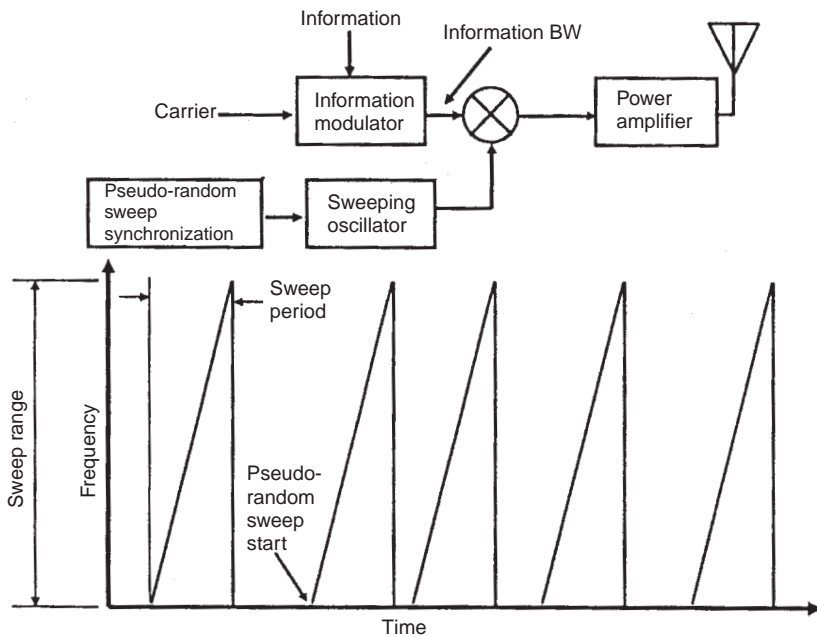 Information
Information BW
Carrier
Information
modulator
Power
amplifier
Pseudo-random
sweep
synchronization
Sweeping
oscillator
Sweep
period
Sweep range
Frequency
Pseudo-
random
sweep
start
Time